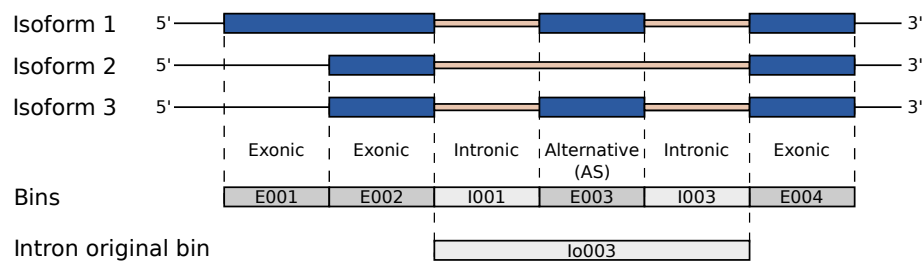 Isoform 1 5' 3'
Isoform 2 5' 3'
Isoform 3 5' 3'
Exonic Exonic Intronic Alternative (AS) Intronic Exonic
Bins E001 E002 I001 E003 I003 E004
Intron original bin Io003